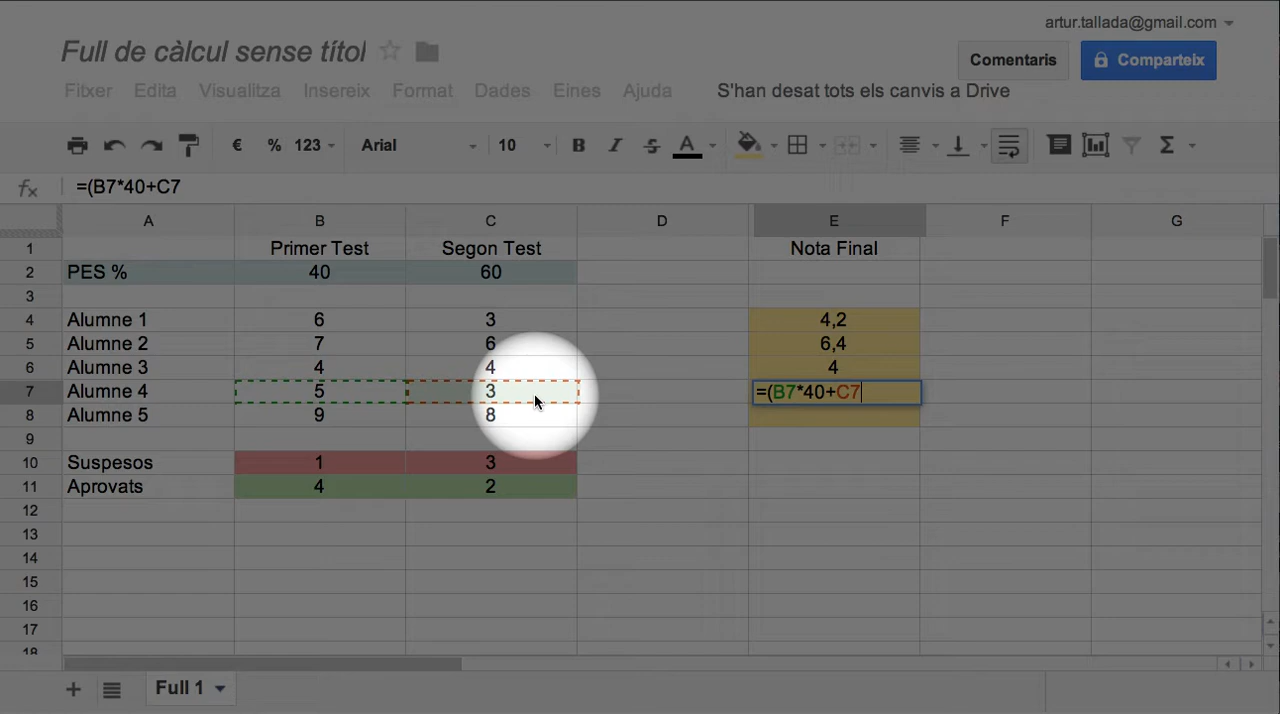 artur.tallada@gmail.com
Full de càlcul sense títol
Comentaris
Comparteix
Fitxer Edita Visualitza Insereix Format Dades Eines Ajuda S'han desat tots els canvis a Drive
€ % 123 Arial 10 B I S A Σ
fx =(B7*40+C7
A B C D E F G
1 Primer Test Segon Test Nota Final
2 PES % 40 60
3
4 Alumne 1 6 3 4,2
5 Alumne 2 7 6 6,4
6 Alumne 3 4 4 4
7 Alumne 4 5 3 =(B7*40+C7
8 Alumne 5 9 8
9
10 Suspesos 1 3
11 Aprovats 4 2
12
13
14
15
16
17
18
Full 1